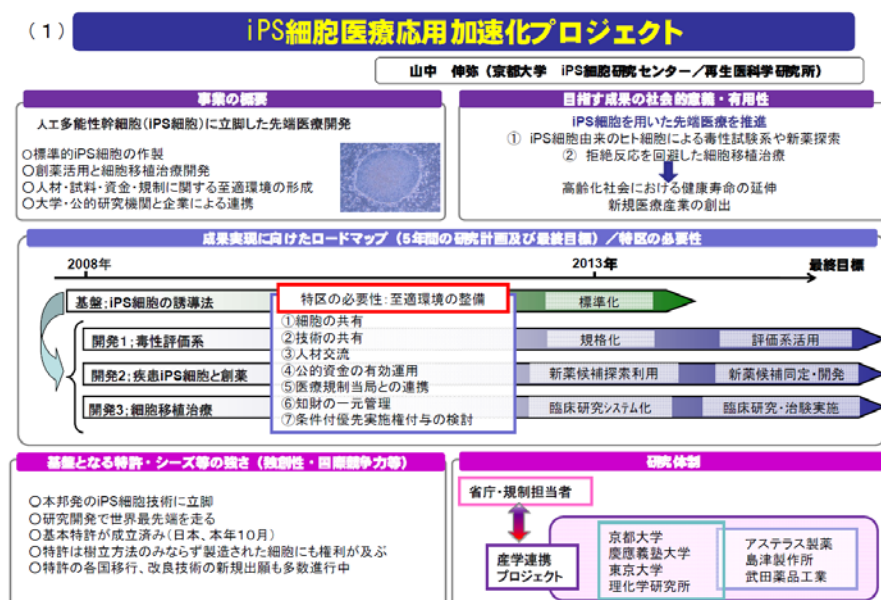 (1)
iPS細胞医療応用加速化プロジェクト
山中 伸弥(京都大学 iPS細胞研究センター/再生医科学研究所)
事業の概要
人工多能性幹細胞(iPS細胞)に立脚した先端医療開発
○標準的iPS細胞の作製
○創薬活用と細胞移植治療開発
○人材・試料・資金・規制に関する至適環境の形成
○大学・公的研究機関と企業による連携
目指す成果の社会的意義・有用性
iPS細胞を用いた先端医療を推進
① iPS細胞由来のヒト細胞による毒性試験系や新薬探索
② 拒絶反応を回避した細胞移植治療
高齢化社会における健康寿命の延伸
新規医療産業の創出
成果実現に向けたロードマップ(5年間の研究計画及び最終目標)/特区の必要性
2008年
2013年
最終目標
基盤;iPS細胞の誘導法
標準化
開発1;毒性評価系
規格化
評価系活用
開発2;疾患iPS細胞と創薬
新薬候補探索利用
新薬候補同定・開発
開発3;細胞移植治療
臨床研究システム化
臨床研究・治験実施
特区の必要性:至適環境の整備
①細胞の共有
②技術の共有
③人材交流
④公的資金の有効運用
⑤医療規制当局との連携
⑥知財の一元管理
⑦条件付優先実施権付与の検討
基盤となる特許・シーズ等の強さ(独創性・国際競争力等)
○本邦発のiPS細胞技術に立脚
○研究開発で世界最先端を走る
○基本特許が成立済み(日本、本年10月)
○特許は樹立方法のみならず製造された細胞にも権利が及ぶ
○特許の各国移行、改良技術の新規出願も多数進行中
研究体制
省庁・規制担当者
産学連携
プロジェクト
京都大学
慶應義塾大学
東京大学
理化学研究所
アステラス製薬
島津製作所
武田薬品工業